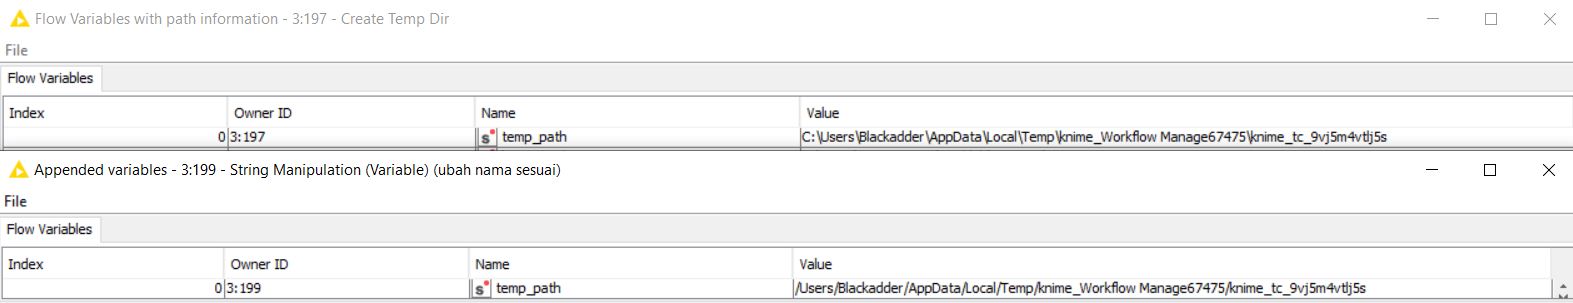 Flow Variables with path information - 3:197 - Create Temp Dir
File
Flow Variables
Index Owner ID Name Value
0 3:197 s temp_path C:\Users\Blackadder\AppData\Local\Temp\knime_Workflow Manage67475\knime_tc_9vj5m4vtlj5s
Appended variables - 3:199 - String Manipulation (Variable) (ubah nama sesuai)
File
Flow Variables
Index Owner ID Name Value
0 3:199 s temp_path /Users/Blackadder/AppData/Local/Temp/knime_Workflow Manage67475/knime_tc_9vj5m4vtlj5s